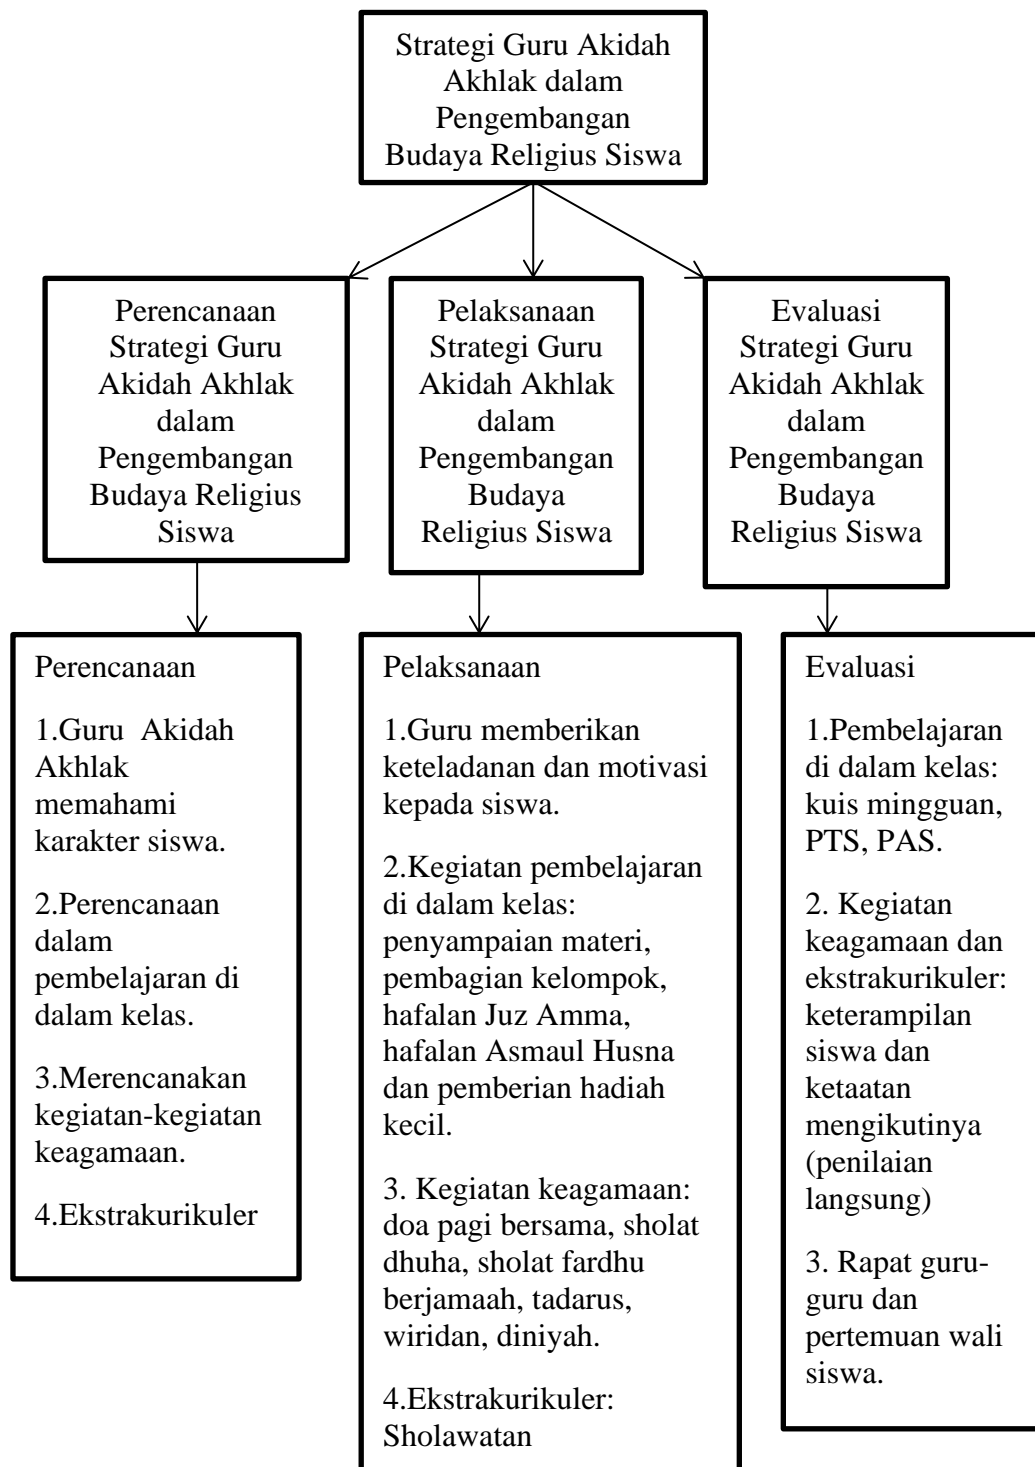 Strategi Guru Akidah
Akhlak dalam
Pengembangan
Budaya Religius Siswa
Perencanaan
Strategi Guru
Akidah Akhlak
dalam
Pengembangan
Budaya Religius
Siswa
Pelaksanaan
Strategi Guru
Akidah Akhlak
dalam
Pengembangan
Budaya
Religius Siswa
Evaluasi
Strategi Guru
Akidah Akhlak
dalam
Pengembangan
Budaya
Religius Siswa
Perencanaan
1.Guru Akidah
Akhlak
memahami
karakter siswa.
2.Perencanaan
dalam
pembelajaran di
dalam kelas.
3.Merencanakan
kegiatan-kegiatan
keagamaan.
4.Ekstrakurikuler
Pelaksanaan
1.Guru memberikan
keteladanan dan motivasi
kepada siswa.
2.Kegiatan pembelajaran
di dalam kelas:
penyampaian materi,
pembagian kelompok,
hafalan Juz Amma,
hafalan Asmaul Husna
dan pemberian hadiah
kecil.
3. Kegiatan keagamaan:
doa pagi bersama, sholat
dhuha, sholat fardhu
berjamaah, tadarus,
wiridan, diniyah.
4.Ekstrakurikuler:
Sholawatan
Evaluasi
1.Pembelajaran
di dalam kelas:
kuis mingguan,
PTS, PAS.
2. Kegiatan
keagamaan dan
ekstrakurikuler:
keterampilan
siswa dan
ketaatan
mengikutinya
(penilaian
langsung)
3. Rapat guru-
guru dan
pertemuan wali
siswa.